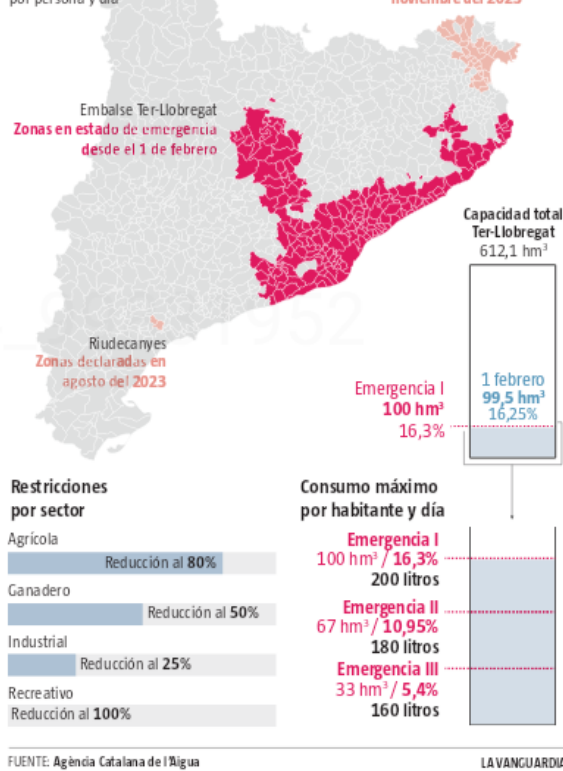 por persona y día
noviembre del 2023
Embalse Ter-Llobregat
Zonas en estado de emergencia
desde el 1 de febrero
Capacidad total
Ter-Llobregat
612,1 hm³
Riudecanyes
Zonas declaradas en
agosto del 2023
Emergencia I
100 hm³
16,3%
1 febrero
99,5 hm³
16,25%
Restricciones
por sector
Agrícola
Reducción al 80%
Ganadero
Reducción al 50%
Industrial
Reducción al 25%
Recreativo
Reducción al 100%
Consumo máximo
por habitante y día
Emergencia I
100 hm³ / 16,3%
200 litros
Emergencia II
67 hm³ / 10,95%
180 litros
Emergencia III
33 hm³ / 5,4%
160 litros
FUENTE: Agència Catalana de l'Aigua
LA VANGUARDIA